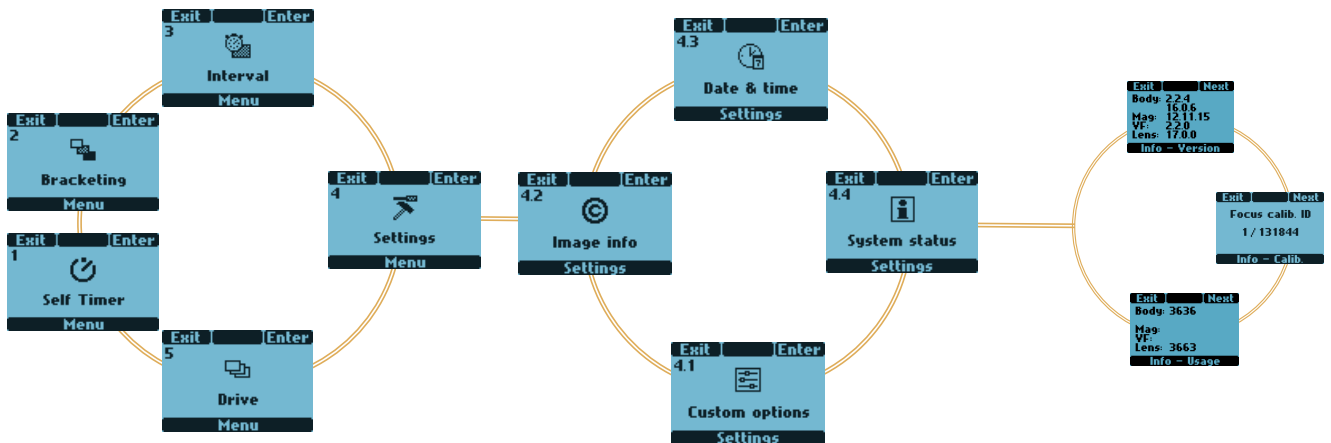 Exit Enter
3
Interval
Menu
Exit Enter
2
Bracketing
Menu
Exit Enter
1
Self Timer
Menu
Exit Enter
4
Settings
Menu
Exit Enter
5
Drive
Menu
Exit Enter
4.3
Date & time
Settings
Exit Enter
4.2
Image info
Settings
Exit Enter
4.4
System status
Settings
Exit Enter
4.1
Custom options
Settings
Exit Next
Body: 2.2.4
16.0.6
Mag: 12.11.15
VF: 2.2.0
Lens: 17.0.0
Info - Version
Exit Next
Focus calib. ID
1 / 131844
Info - Calib.
Exit Next
Body: 3636
Mag:
VF:
Lens: 3663
Info - Usage